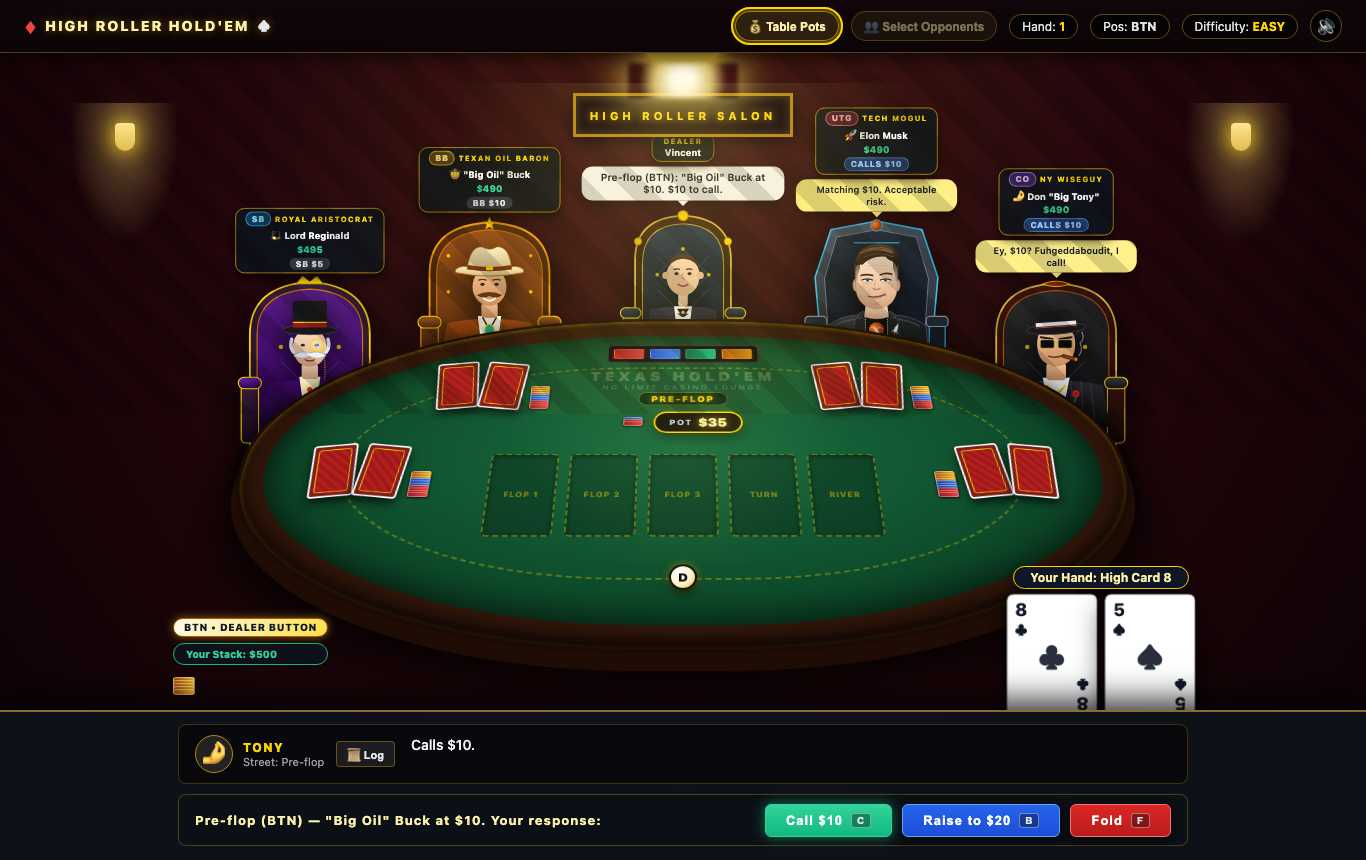 ♦ HIGH ROLLER HOLD'EM ♠
💰 Table Pots
👥 Select Opponents
Hand: 1
Pos: BTN
Difficulty: EASY
HIGH ROLLER SALON
DEALER
Vincent
Pre-flop (BTN): "Big Oil" Buck at
$10. $10 to call.
UTG TECH MOGUL
🚀 Elon Musk
$490
CALLS $10
Matching $10. Acceptable
risk.
BB TEXAN OIL BARON
🤠 "Big Oil" Buck
$490
BB $10
CO NY WISEGUY
🤌 Don "Big Tony"
$490
CALLS $10
Ey, $10? Fuhgeddaboudit, I
call!
SB ROYAL ARISTOCRAT
Lord Reginald
$495
SB $5
TEXAS HOLD'EM
NO LIMIT CASINO LOUNGE
PRE-FLOP
POT $35
FLOP 1
FLOP 2
FLOP 3
TURN
RIVER
D
Your Hand: High Card 8
8
5
8
5
BTN • DEALER BUTTON
Your Stack: $500
TONY
Street: Pre-flop
Log
Calls $10.
Pre-flop (BTN) — "Big Oil" Buck at $10. Your response:
Call $10 C
Raise to $20 B
Fold F